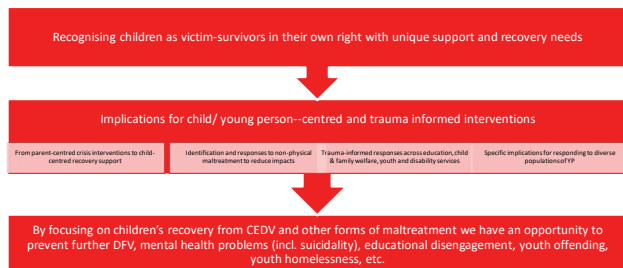 Recognising children as victim-survivors in their own right with unique support and recovery needs
Implications for child/ young person--centred and trauma informed interventions
From parent-centred crisis interventions to child-
centred recovery support
Identification and responses to non-physical
maltreatment to reduce impacts
Trauma-informed responses across education, child
& family welfare, youth and disability services
Specific implications for responding to diverse
populations of YP
By focusing on children's recovery from CEDV and other forms of maltreatment we have an opportunity to
prevent further DFV, mental health problems (incl. suicidality), educational disengagement, youth offending,
youth homelessness, etc.